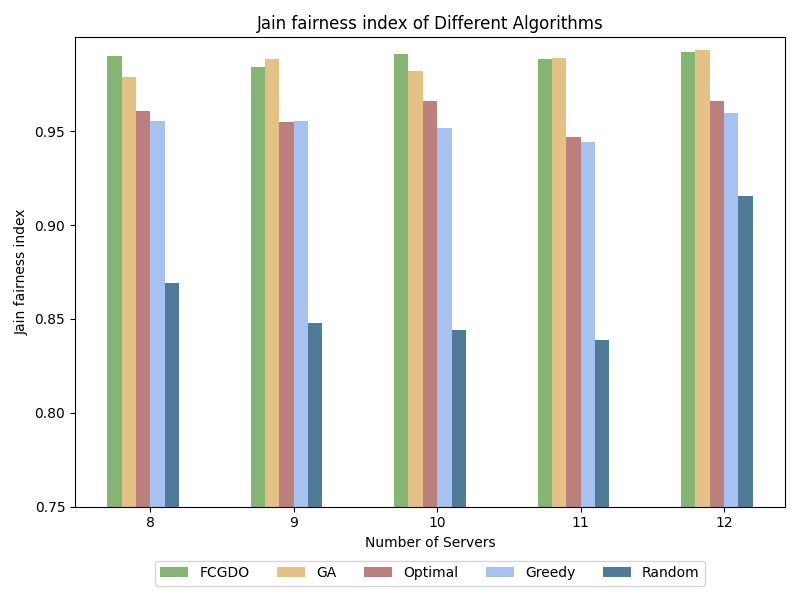 Jain fairness index of Different Algorithms
Jain fairness index
0.95
0.90
0.85
0.80
0.75
8 9 10 11 12
Number of Servers
FCGDO GA Optimal Greedy Random